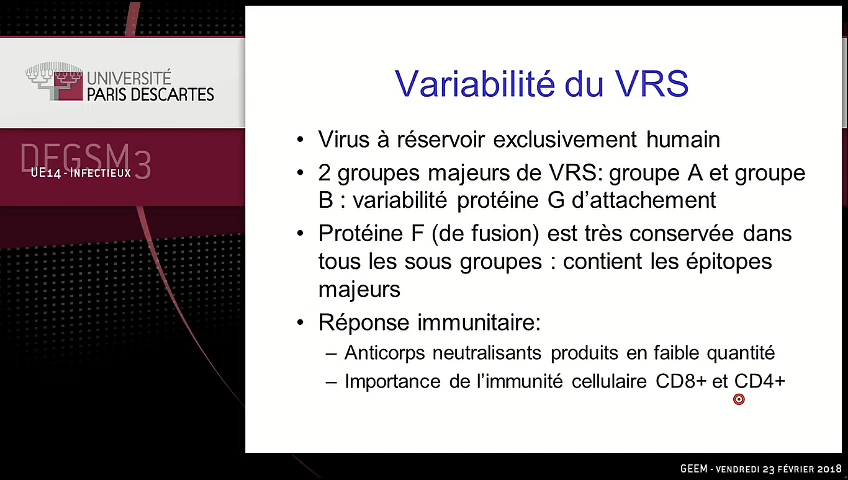 UNIVERSITÉ
PARIS DESCARTES
DFGSM3
UE14 - INFECTIEUX
Variabilité du VRS
• Virus à réservoir exclusivement humain
• 2 groupes majeurs de VRS: groupe A et groupe
B : variabilité protéine G d’attachement
• Protéine F (de fusion) est très conservée dans
tous les sous groupes : contient les épitopes
majeurs
• Réponse immunitaire:
– Anticorps neutralisants produits en faible quantité
– Importance de l’immunité cellulaire CD8+ et CD4+
GEEM - VENDREDI 23 FÉVRIER 2018